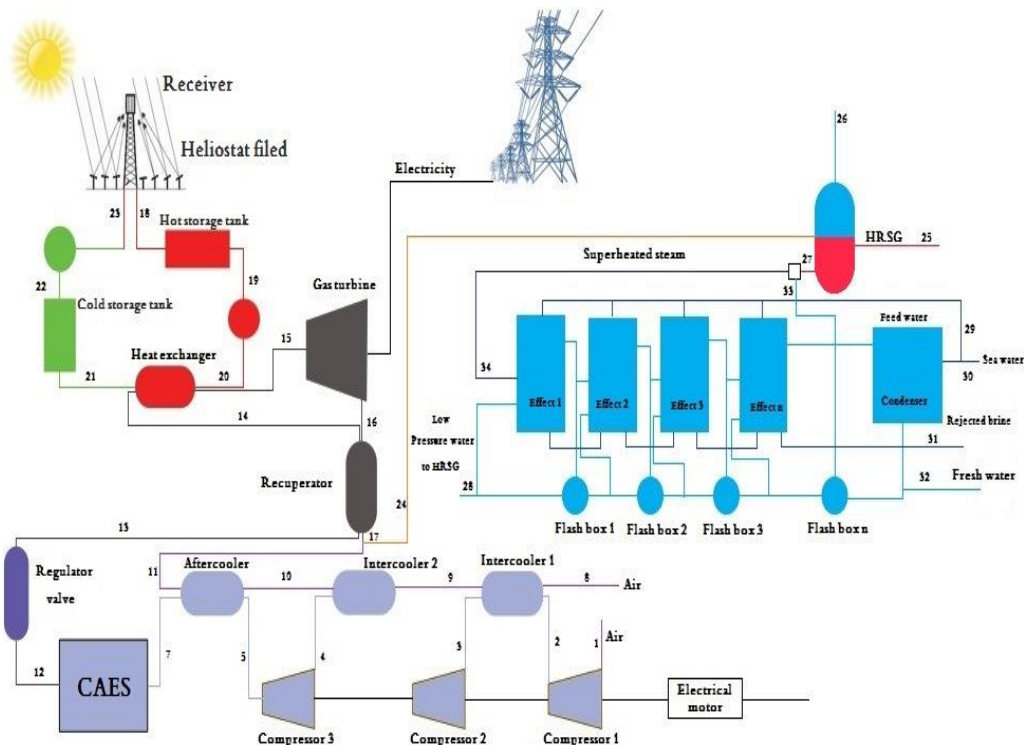 Receiver
Heliostat filed
23
18
Hot storage tank
22
19
Cold storage tank
Heat exchanger
21
20
14
15
Gas turbine
Electricity
16
Recuperator
24
17
13
Regulator
valve
11
Aftercooler
10
Intercooler 2
9
Intercooler 1
8
Air
12
CAES
7
5
4
3
2
1
Air
Compressor 3
Compressor 2
Compressor 1
Electrical
motor
26
HRSG
25
27
Superheated steam
33
34
Effect 1
Effect 2
Effect 3
Effect n
Feed water
29
Sea water
30
Condenser
Rejected brine
31
Low
Pressure water
to HRSG
28
32
Fresh water
Flash box 1
Flash box 2
Flash box 3
Flash box n